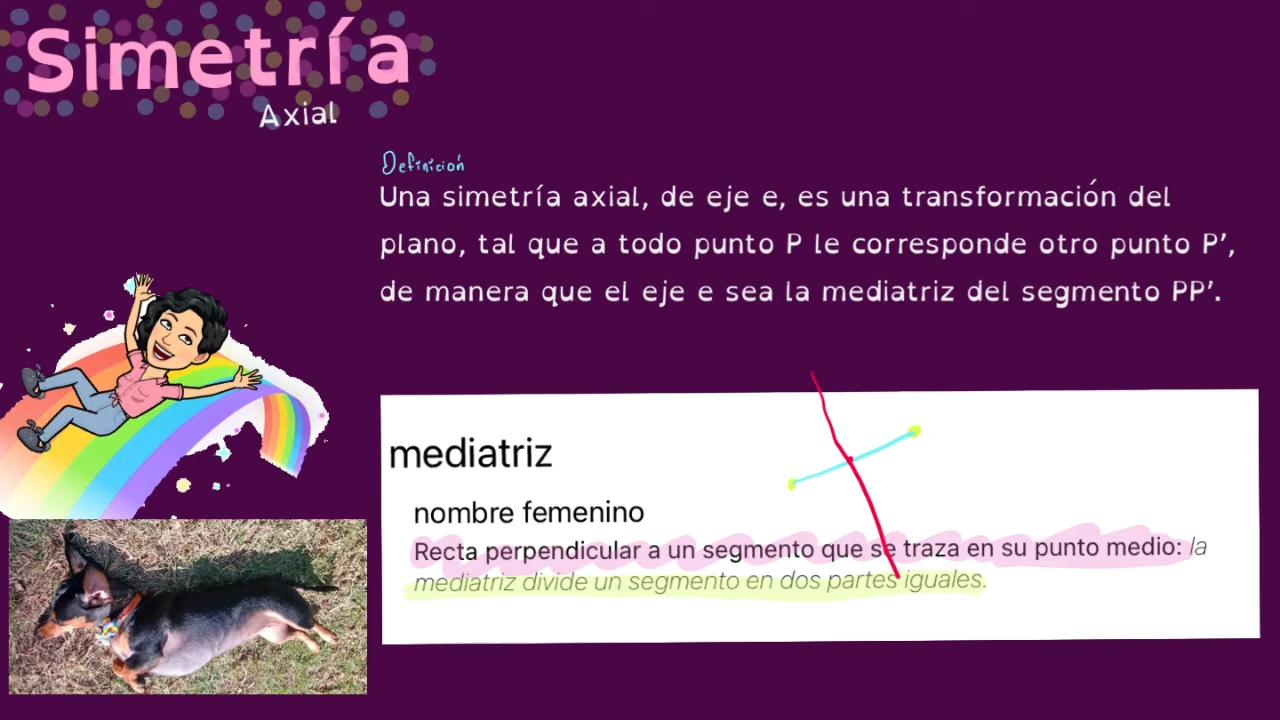 Simetría
Axial
Definición
Una simetría axial, de eje e, es una transformación del
plano, tal que a todo punto P le corresponde otro punto P’,
de manera que el eje e sea la mediatriz del segmento PP’.
mediatriz
nombre femenino
Recta perpendicular a un segmento que se traza en su punto medio: la
mediatriz divide un segmento en dos partes iguales.